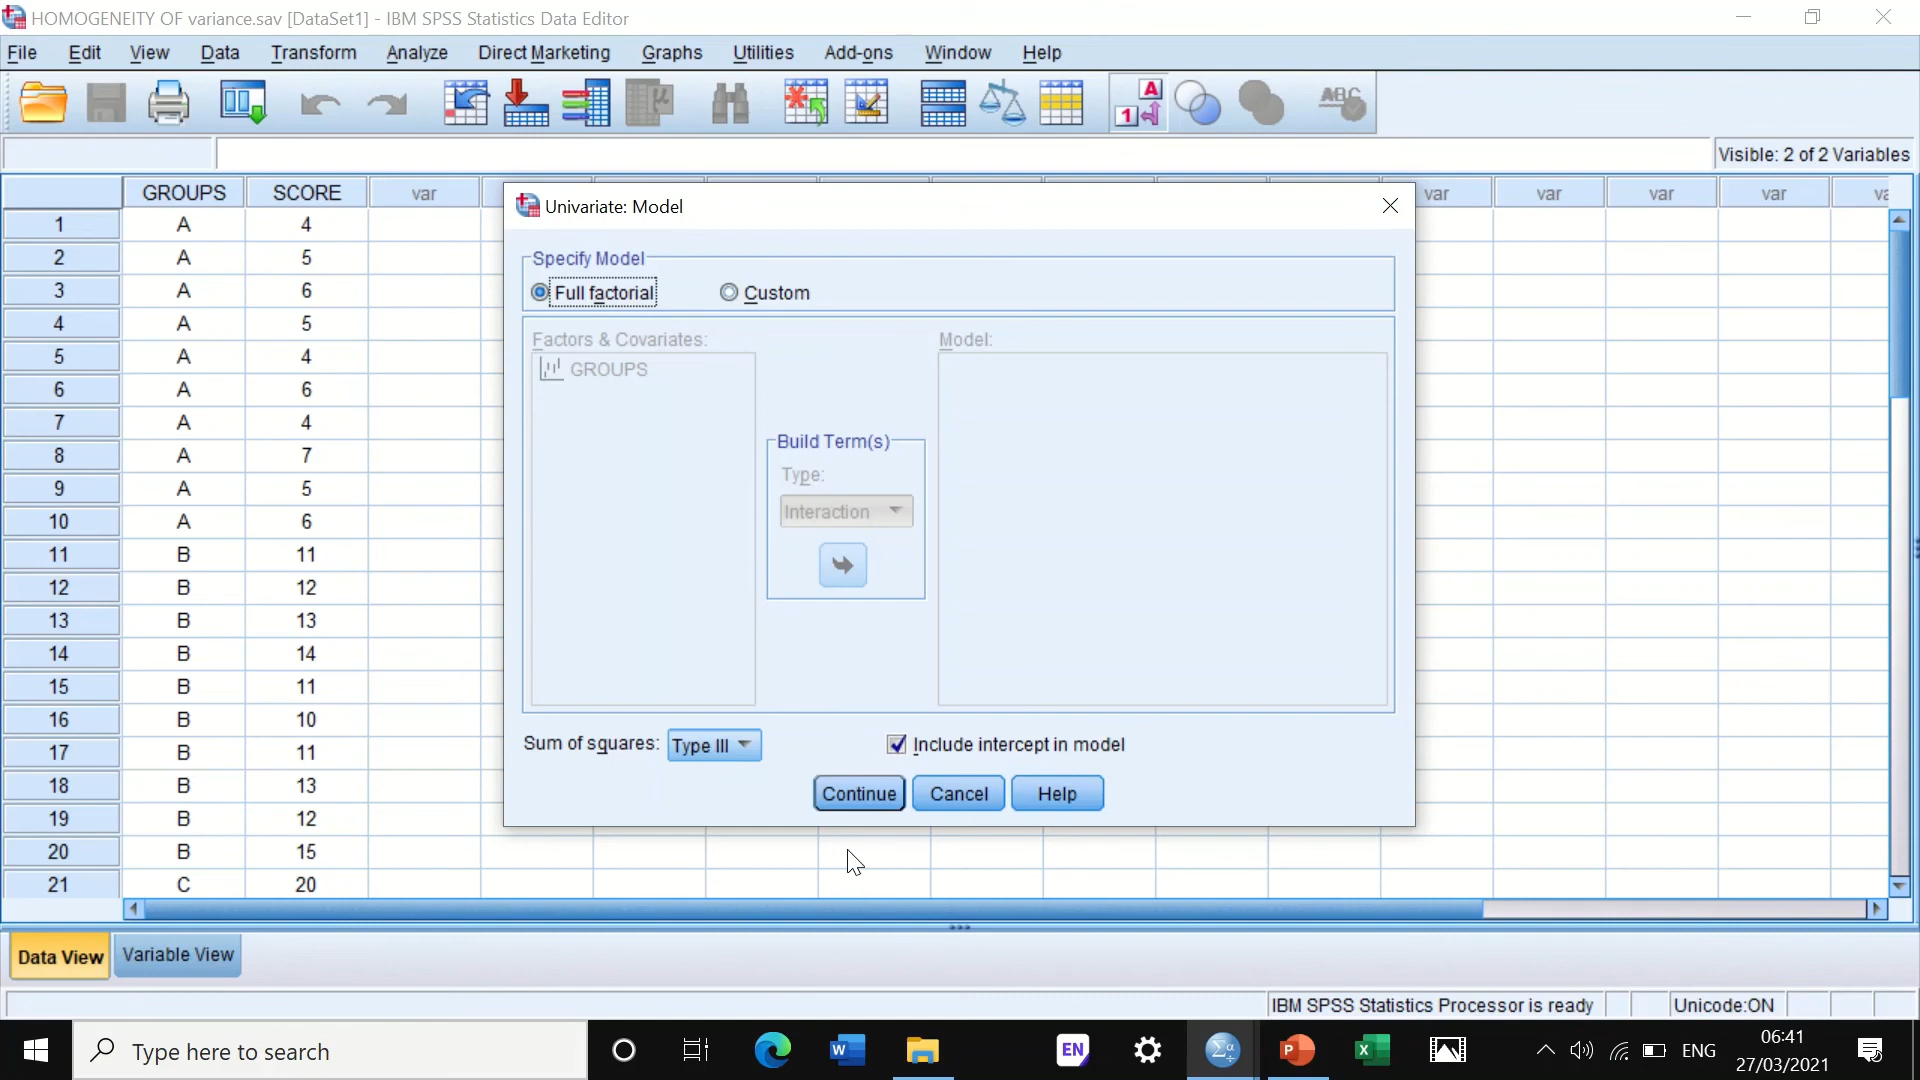 HOMOGENEITY OF variance.sav [DataSet1] - IBM SPSS Statistics Data Editor
File Edit View Data Transform Analyze Direct Marketing Graphs Utilities Add-ons Window Help
Visible: 2 of 2 Variables
GROUPS SCORE var var var var var va
1 A 4
2 A 5
3 A 6
4 A 5
5 A 4
6 A 6
7 A 4
8 A 7
9 A 5
10 A 6
11 B 11
12 B 12
13 B 13
14 B 14
15 B 11
16 B 10
17 B 11
18 B 13
19 B 12
20 B 15
21 C 20
Univariate: Model
Specify Model
Full factorial Custom
Factors & Covariates: Model:
GROUPS
Build Term(s)
Type:
Interaction
Sum of squares: Type III Include intercept in model
Continue Cancel Help
Data View Variable View
IBM SPSS Statistics Processor is ready Unicode:ON
Type here to search
EN
ENG
06:41
27/03/2021